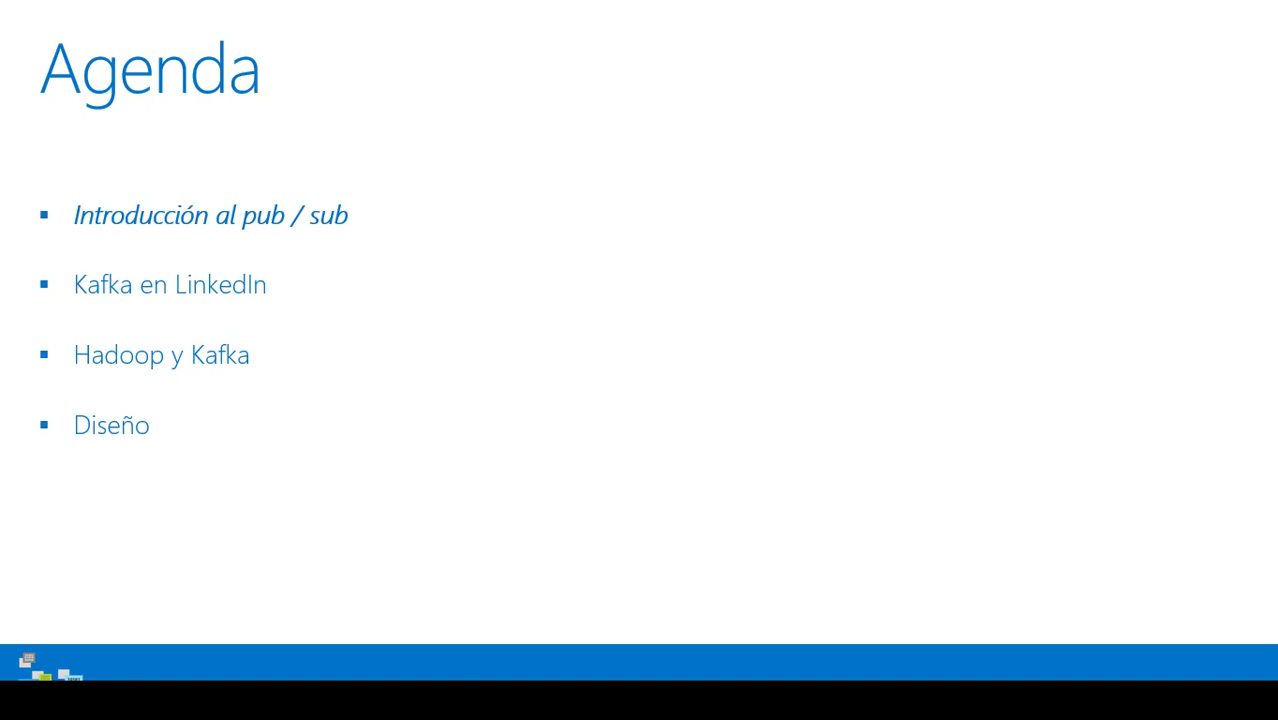 Agenda
▪ Introducción al pub / sub
▪ Kafka en LinkedIn
▪ Hadoop y Kafka
▪ Diseño